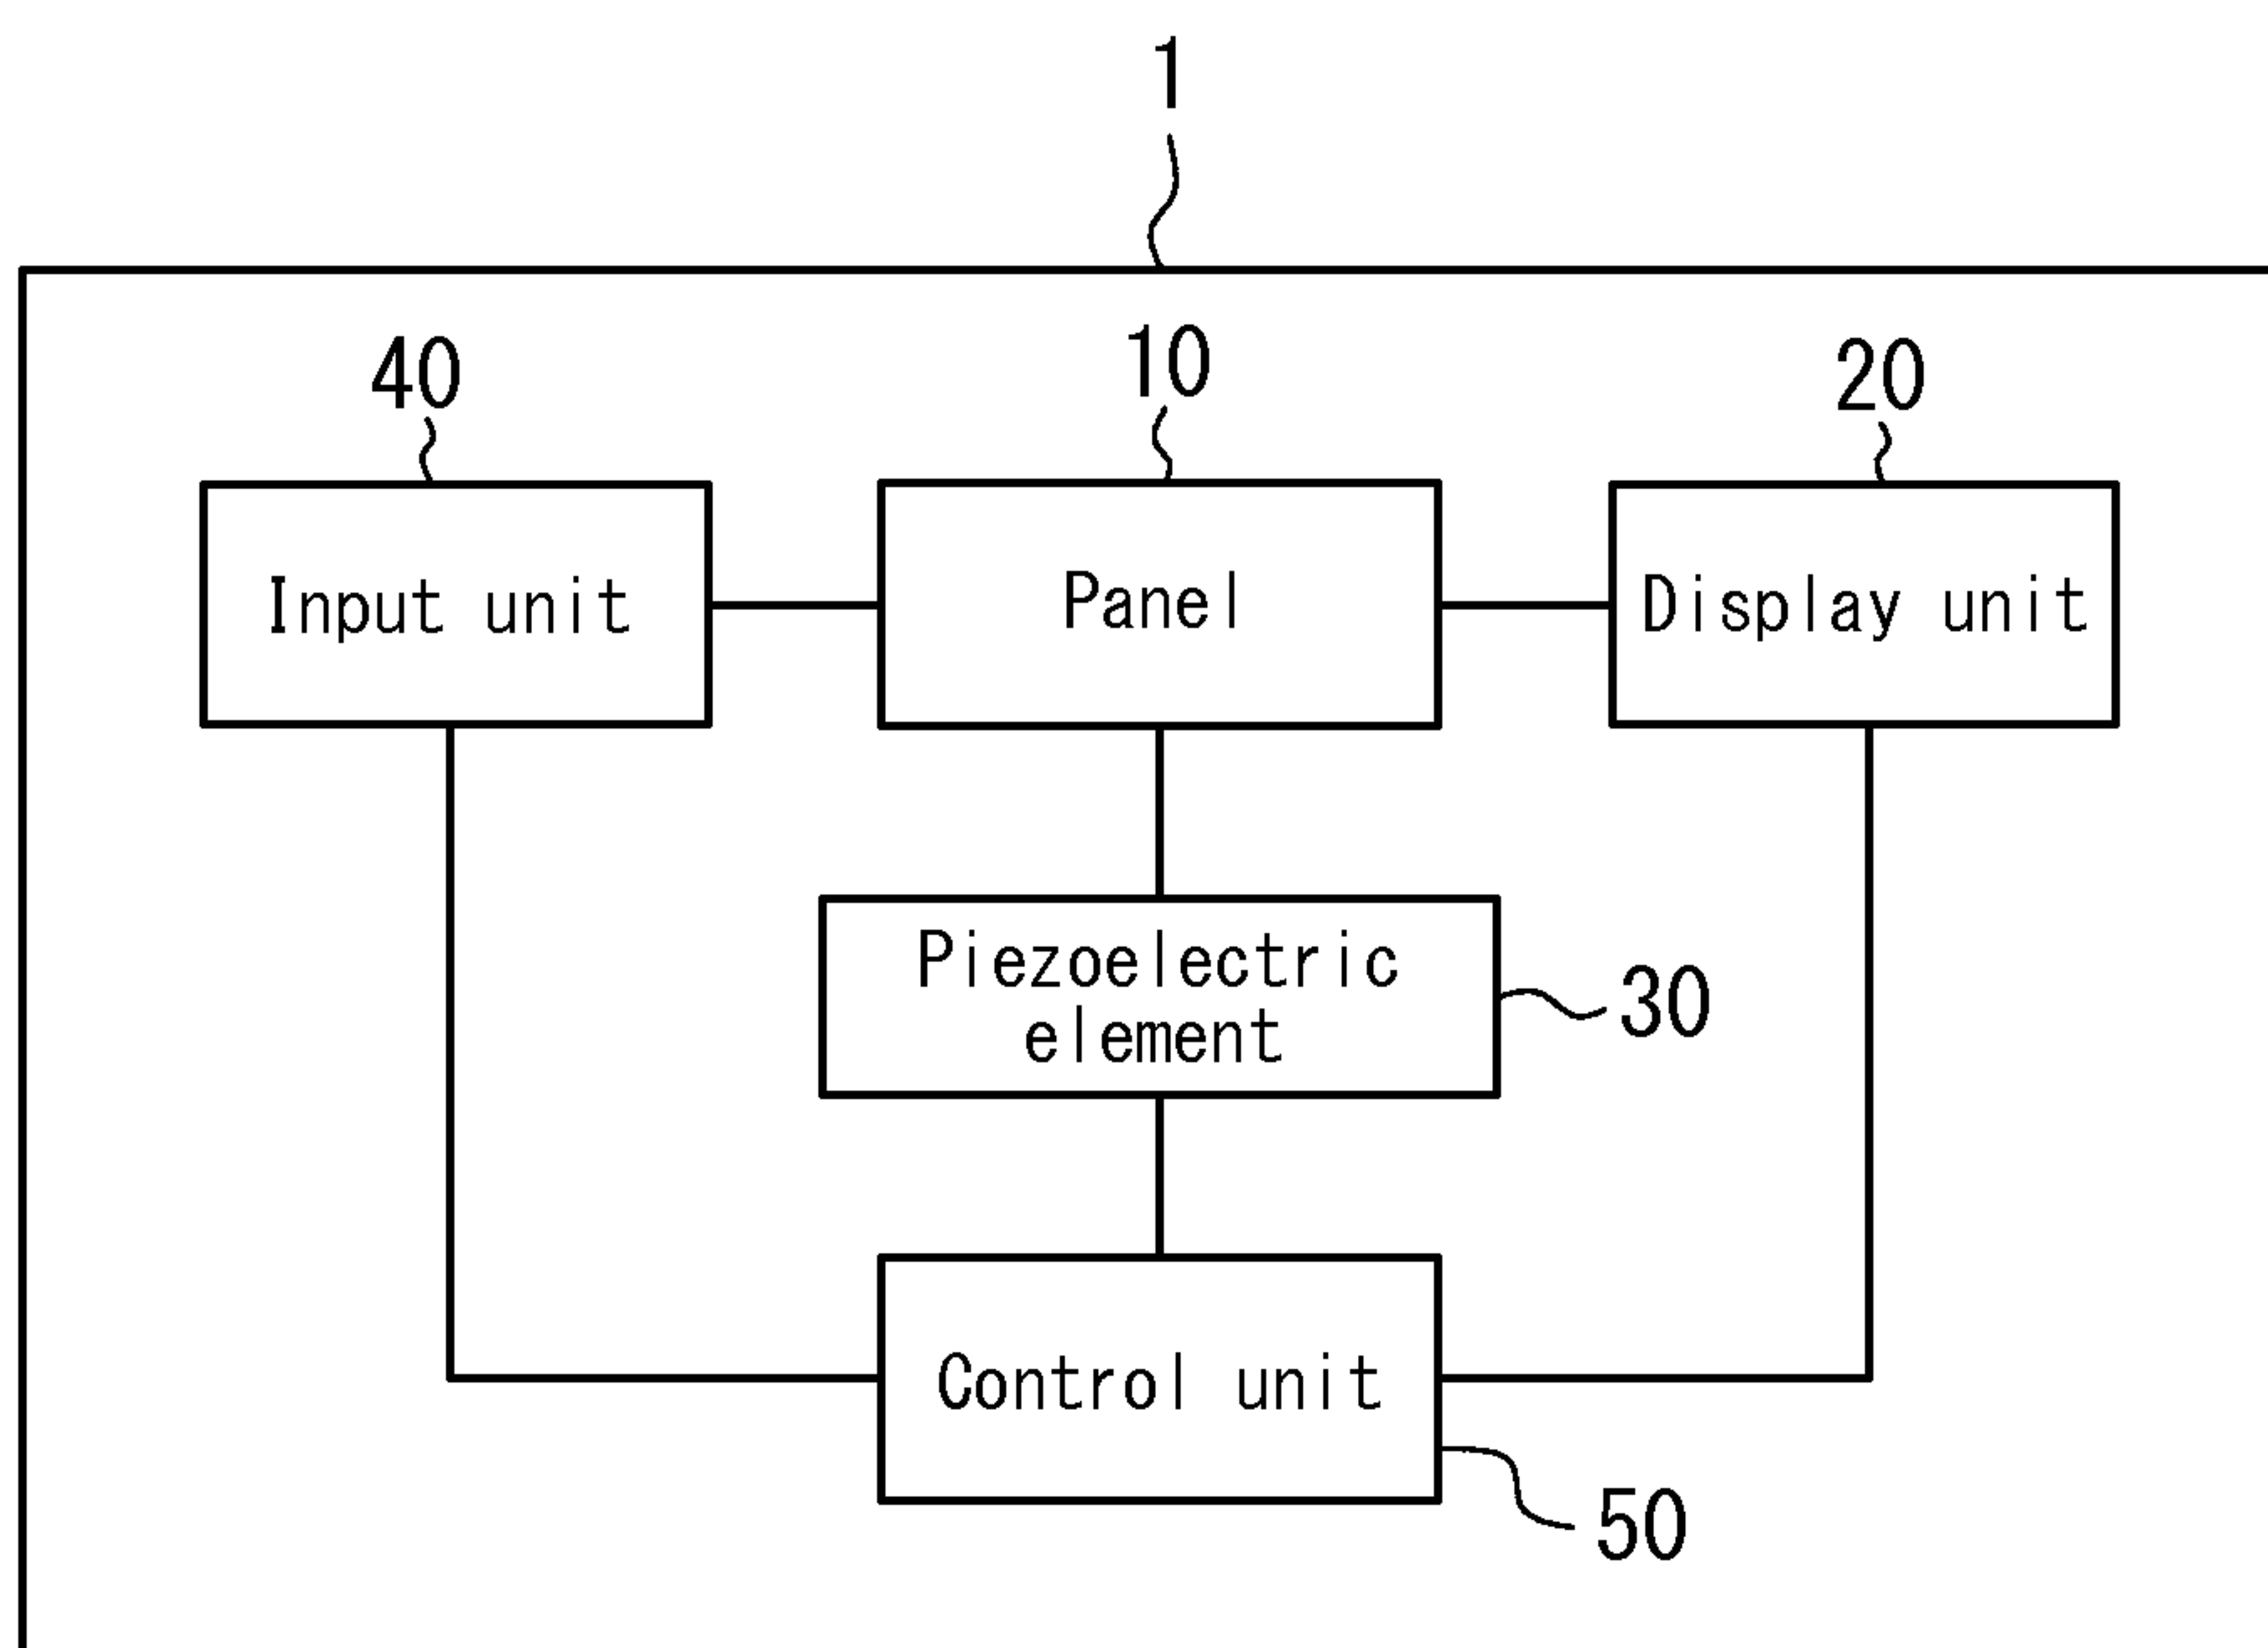 1
40
10
20
Input unit
Panel
Display unit
Piezoelectric
element
30
Control unit
50